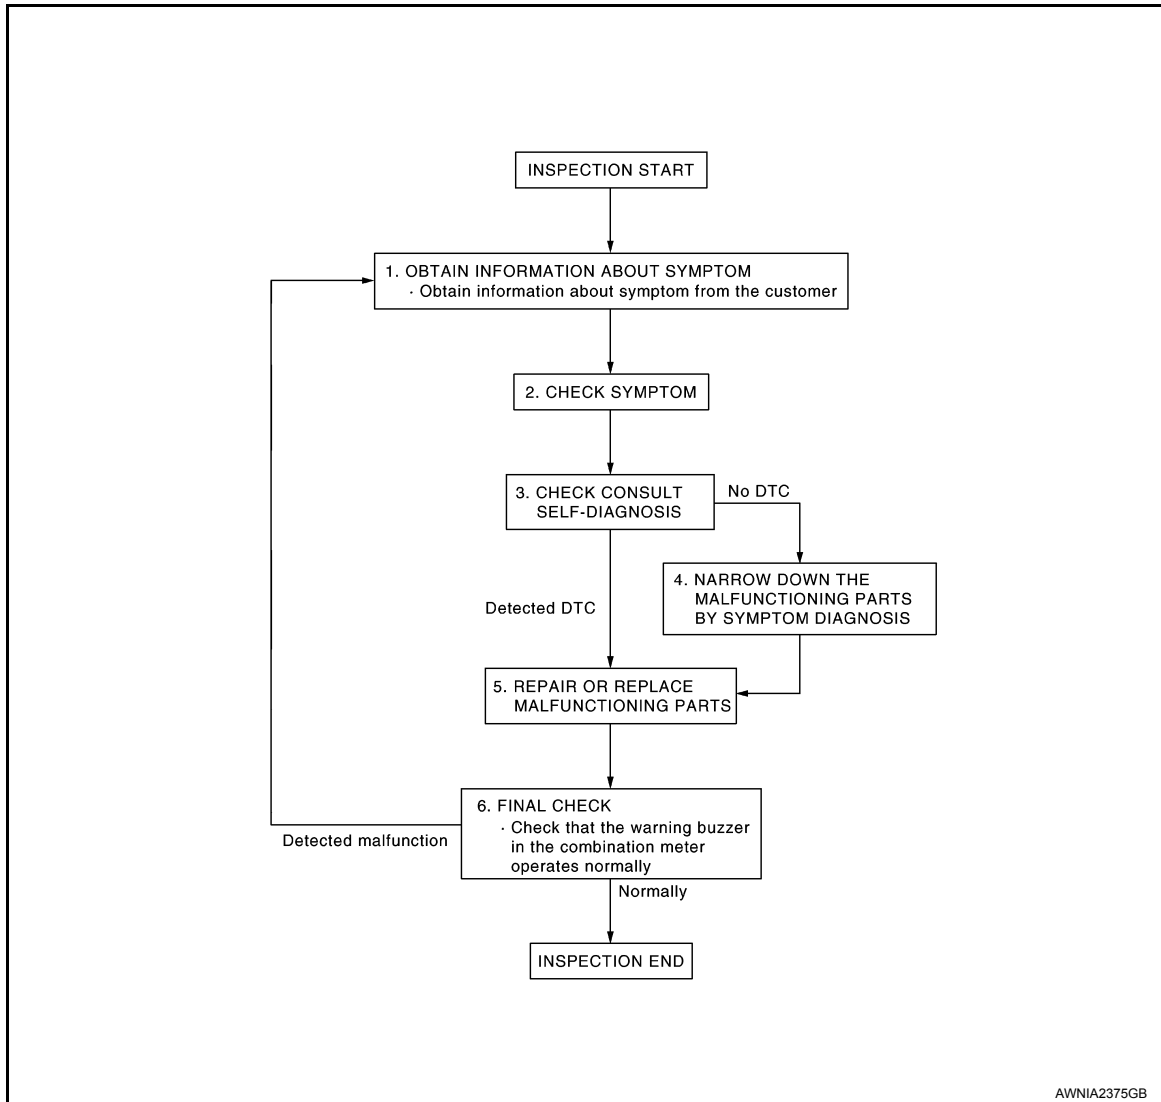 INSPECTION START
1. OBTAIN INFORMATION ABOUT SYMPTOM
· Obtain information about symptom from the customer
2. CHECK SYMPTOM
3. CHECK CONSULT
SELF-DIAGNOSIS
No DTC
4. NARROW DOWN THE
MALFUNCTIONING PARTS
BY SYMPTOM DIAGNOSIS
Detected DTC
5. REPAIR OR REPLACE
MALFUNCTIONING PARTS
6. FINAL CHECK
· Check that the warning buzzer
in the combination meter
operates normally
Detected malfunction
Normally
INSPECTION END
AWNIA2375GB